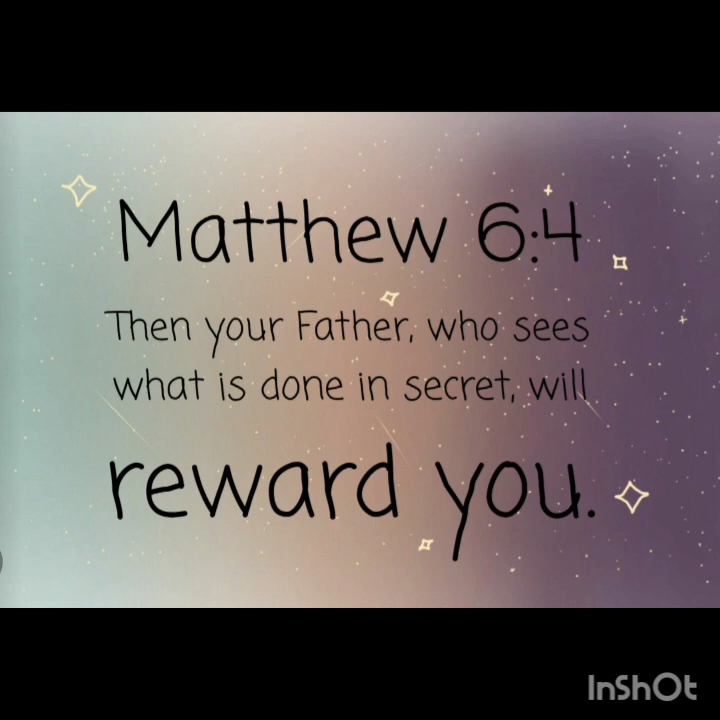 Matthew 6:4
Then your Father, who sees
what is done in secret, will
reward you.
InShOt